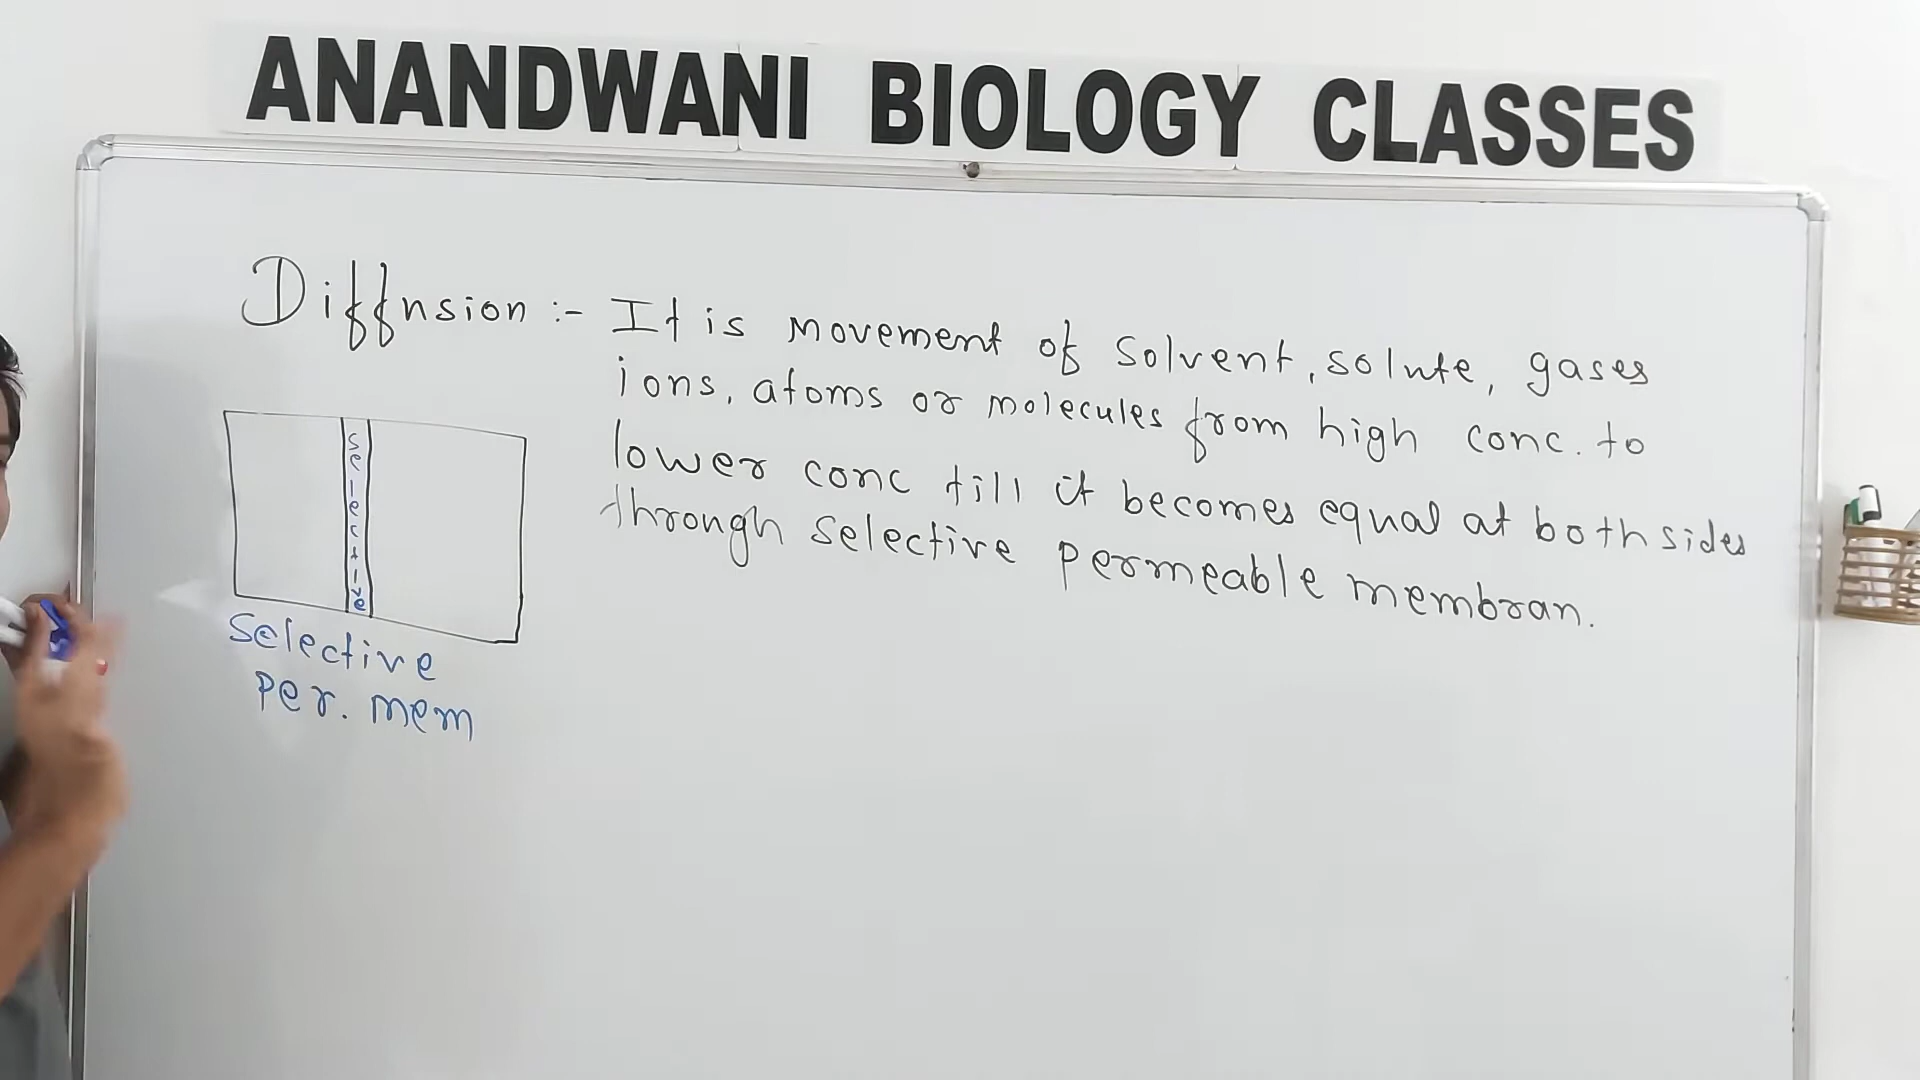 ANANDWANI BIOLOGY CLASSES
Diffusion :- It is movement of solvent, solute, gases
ions, atoms or molecules from high conc. to
lower conc till it becomes equal at both sides
through selective permeable membran.
selective
Selective
Per. mem